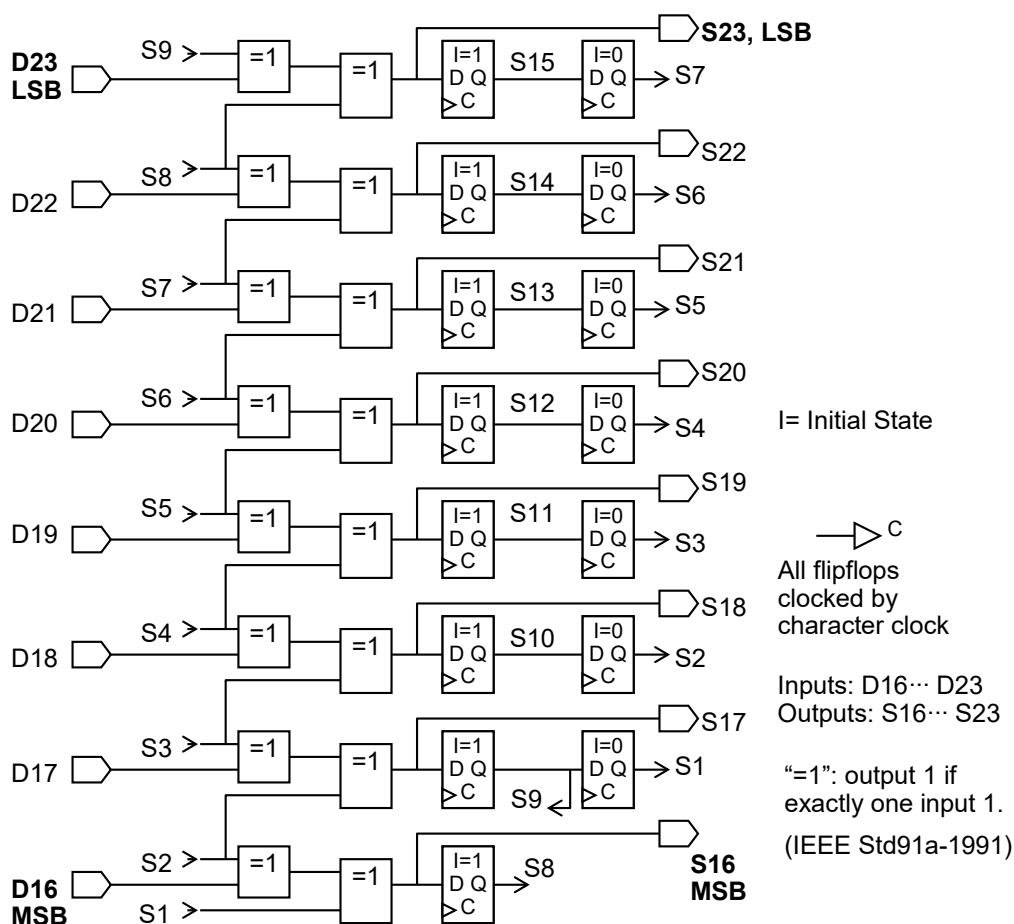 D23
LSB
S9
=1
=1
I=1
D Q
C
S15
I=0
D Q
C
S23, LSB
S7
D22
S8
=1
=1
I=1
D Q
C
S14
I=0
D Q
C
S22
S6
D21
S7
=1
=1
I=1
D Q
C
S13
I=0
D Q
C
S21
S5
D20
S6
=1
=1
I=1
D Q
C
S12
I=0
D Q
C
S20
S4
D19
S5
=1
=1
I=1
D Q
C
S11
I=0
D Q
C
S19
S3
D18
S4
=1
=1
I=1
D Q
C
S10
I=0
D Q
C
S18
S2
D17
S3
=1
=1
I=1
D Q
C
S9
I=0
D Q
C
S17
S1
D16
MSB
S2
S1
=1
=1
I=1
D Q
C
S8
S16
MSB
I= Initial State
C
All flipflops
clocked by
character clock
Inputs: D16··· D23
Outputs: S16··· S23
“=1”: output 1 if
exactly one input 1.
(IEEE Std91a-1991)